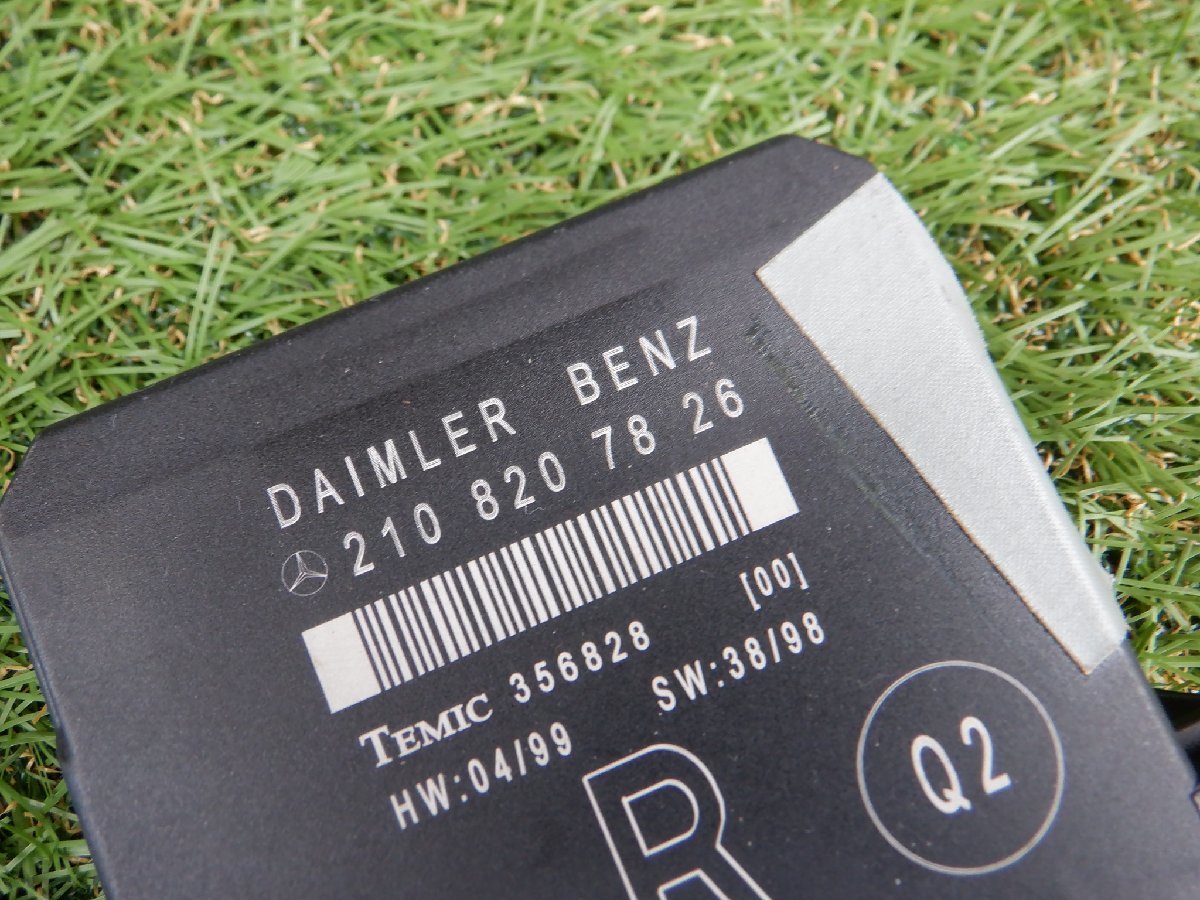 DAIMLER BENZ
210 820 78 26
TEMIC 356828 [00]
HW:04/99 SW:38/98
R
Q2